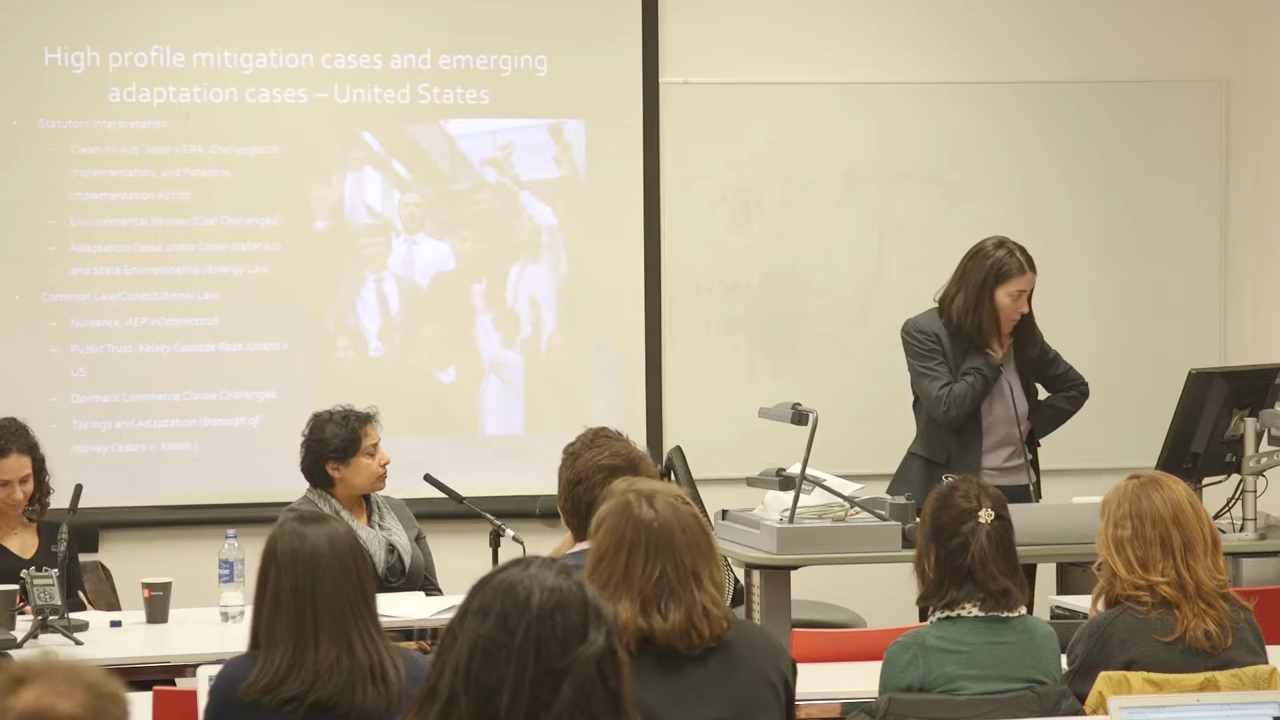 High profile mitigation cases and emerging
adaptation cases – United States
Statutory Interpretation
Clean Air Act: v. EPA, Challenges to
Implementation, and Potential
Implementation Action
Environmental Review (Coal Challenges)
Adaptation Cases under Clean Water Act
and State Environmental/Energy Law
Common Law/Constitutional Law
Nuisance: AEP v Connecticut
Public Trust: Kelsey Cascade Rose Juliana v
US
Dormant Commerce Clause Challenges
Takings and Adaptation (Borough of
Harvey Cedars v. Karan)